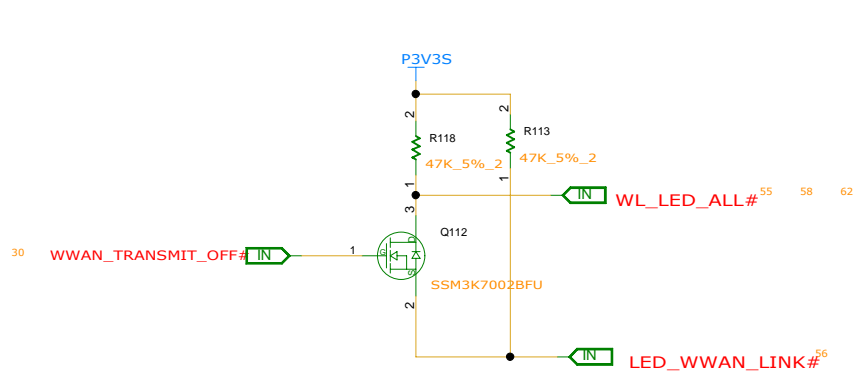 P3V3S
2
2
R118
R113
47K_5%_2
47K_5%_2
1
1
IN
WL_LED_ALL#
55 58 62
3
Q112
D
30
WWAN_TRANSMIT_OFF#
IN
1
G
S
SSM3K7002BFU
2
IN
LED_WWAN_LINK#
56